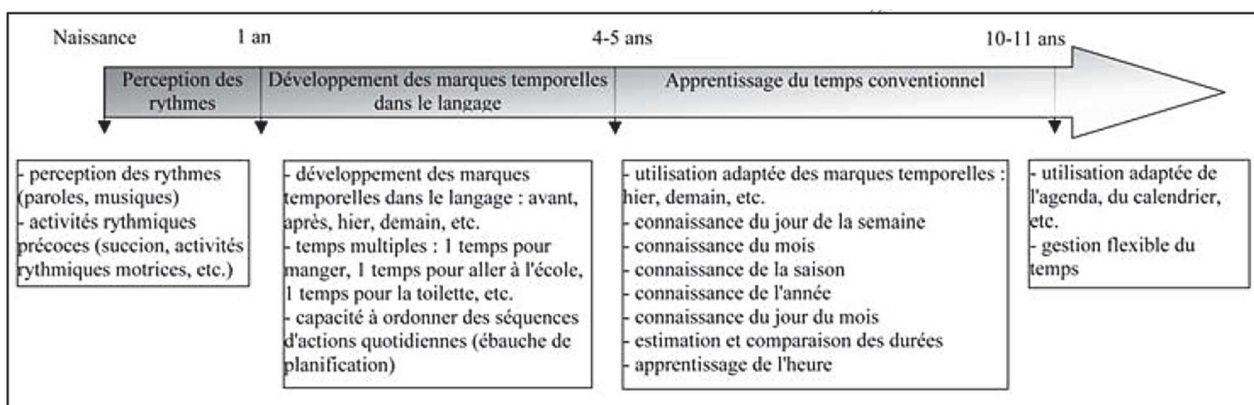 Naissance
1 an
4-5 ans
10-11 ans
Perception des
rythmes
Développement des marques temporelles
dans le langage
Apprentissage du temps conventionnel
- perception des rythmes
(paroles, musiques)
- activités rythmiques
précoces (succion, activités
rythmiques motrices, etc.)
- développement des marques
temporelles dans le langage : avant,
après, hier, demain, etc.
- temps multiples : 1 temps pour
manger, 1 temps pour aller à l'école,
1 temps pour la toilette, etc.
- capacité à ordonner des séquences
d'actions quotidiennes (ébauche de
planification)
- utilisation adaptée des marques temporelles :
hier, demain, etc.
- connaissance du jour de la semaine
- connaissance du mois
- connaissance de la saison
- connaissance de l'année
- connaissance du jour du mois
- estimation et comparaison des durées
- apprentissage de l'heure
- utilisation adaptée de
l'agenda, du calendrier,
etc.
- gestion flexible du
temps